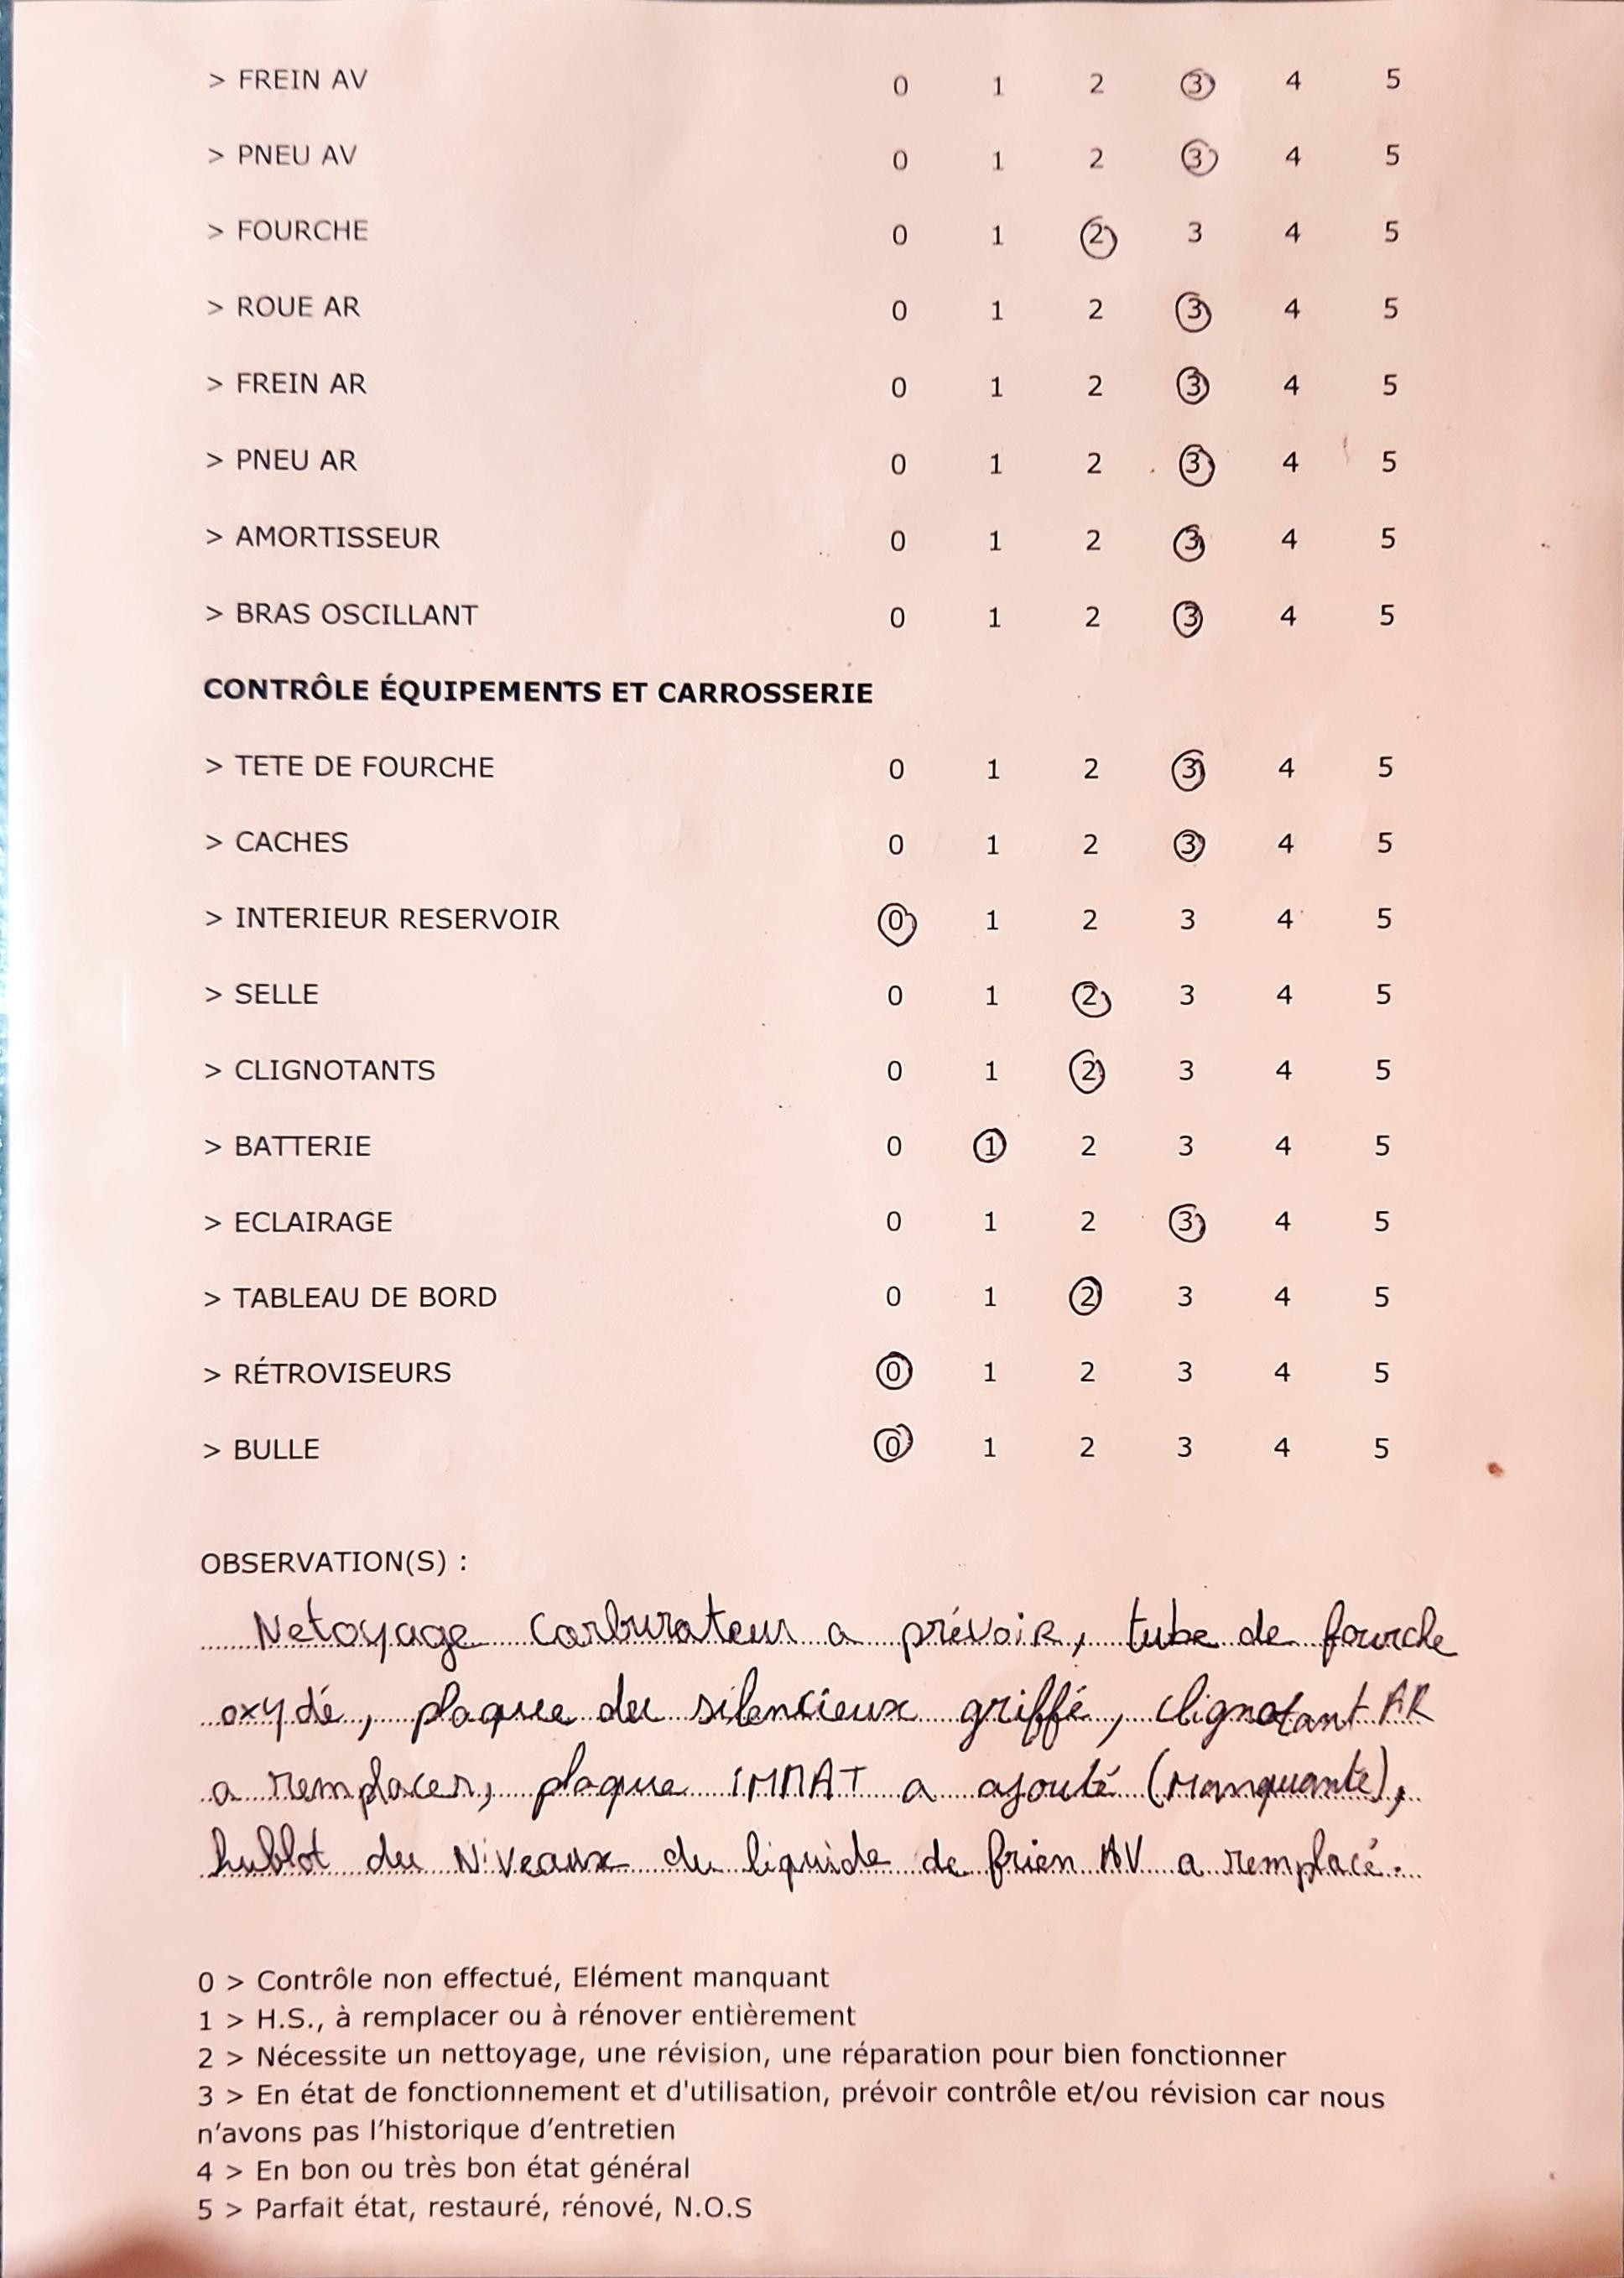 > FREIN AV 0 1 2 3 4 5
> PNEU AV 0 1 2 3 4 5
> FOURCHE 0 1 2 3 4 5
> ROUE AR 0 1 2 3 4 5
> FREIN AR 0 1 2 3 4 5
> PNEU AR 0 1 2 3 4 5
> AMORTISSEUR 0 1 2 3 4 5
> BRAS OSCILLANT 0 1 2 3 4 5
CONTRÔLE ÉQUIPEMENTS ET CARROSSERIE
> TETE DE FOURCHE 0 1 2 3 4 5
> CACHES 0 1 2 3 4 5
> INTERIEUR RESERVOIR 0 1 2 3 4 5
> SELLE 0 1 2 3 4 5
> CLIGNOTANTS 0 1 2 3 4 5
> BATTERIE 0 1 2 3 4 5
> ECLAIRAGE 0 1 2 3 4 5
> TABLEAU DE BORD 0 1 2 3 4 5
> RÉTROVISEURS 0 1 2 3 4 5
> BULLE 0 1 2 3 4 5
OBSERVATION(S) :
Netoyage carburateur a prévoir, tube de fourche
oxydé, plaque du silencieux griffé, clignotant AR
a remplacer, plaque IMMAT a ajouté (manquante),
hublot du Niveaux du liquide de frien AV a remplacé.
0 > Contrôle non effectué, Elément manquant
1 > H.S., à remplacer ou à rénover entièrement
2 > Nécessite un nettoyage, une révision, une réparation pour bien fonctionner
3 > En état de fonctionnement et d'utilisation, prévoir contrôle et/ou révision car nous
n'avons pas l'historique d'entretien
4 > En bon ou très bon état général
5 > Parfait état, restauré, rénové, N.O.S